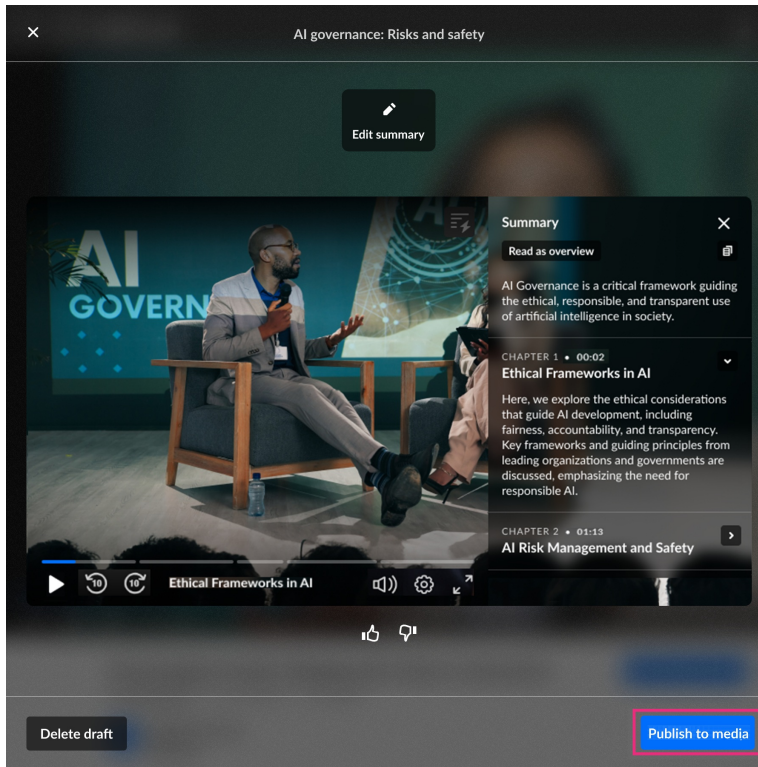 AI governance: Risks and safety
Edit summary
AI
GOVERN
AI
Summary
Read as overview
AI Governance is a critical framework guiding
the ethical, responsible, and transparent use
of artificial intelligence in society.
CHAPTER 1 • 00:02
Ethical Frameworks in AI
Here, we explore the ethical considerations
that guide AI development, including
fairness, accountability, and transparency.
Key frameworks and guiding principles from
leading organizations and governments are
discussed, emphasizing the need for
responsible AI.
CHAPTER 2 • 01:13
AI Risk Management and Safety
10
10
Ethical Frameworks in AI
Delete draft
Publish to media